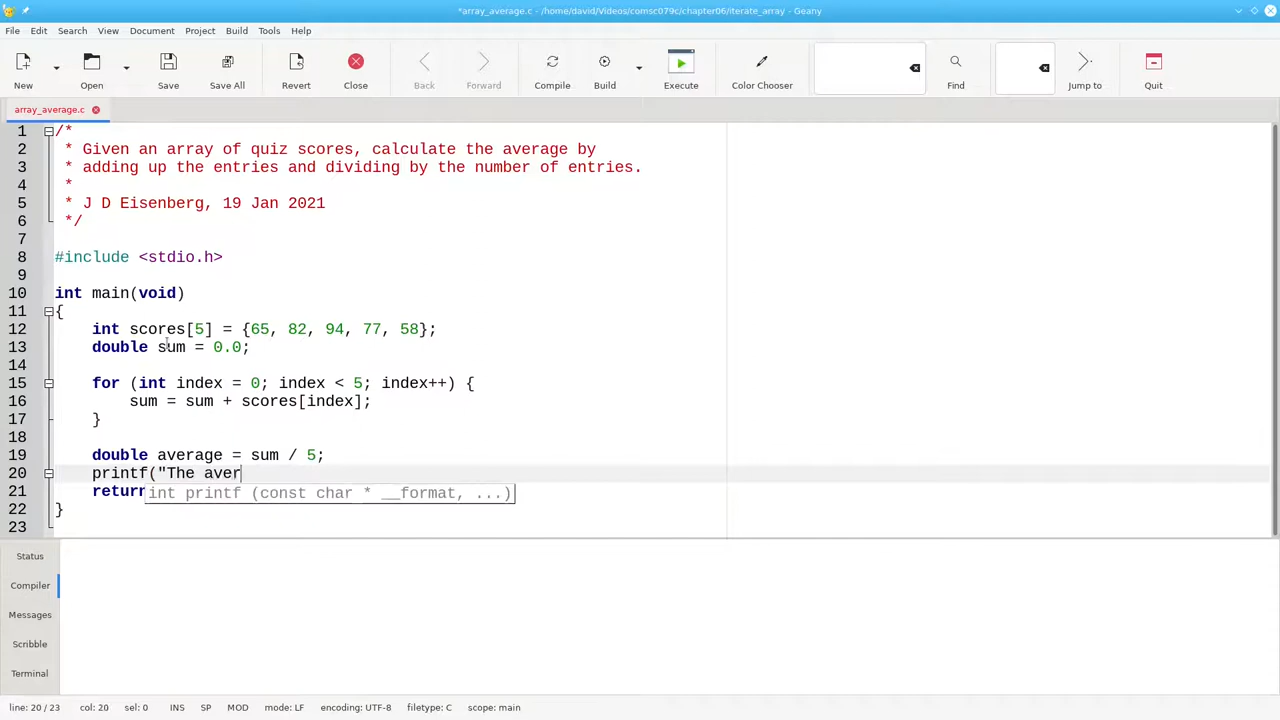 *array_average.c - /home/david/Videos/comsc079c/chapter06/iterate_array - Geany
File Edit Search View Document Project Build Tools Help
New Open Save Save All Revert Close Back Forward Compile Build Execute Color Chooser Find Jump to Quit
array_average.c
1 /*
2  * Given an array of quiz scores, calculate the average by
3  * adding up the entries and dividing by the number of entries.
4  *
5  * J D Eisenberg, 19 Jan 2021
6  */
7
8 #include <stdio.h>
9
10 int main(void)
11 {
12     int scores[5] = {65, 82, 94, 77, 58};
13     double sum = 0.0;
14
15     for (int index = 0; index < 5; index++) {
16         sum = sum + scores[index];
17     }
18
19     double average = sum / 5;
20     printf("The aver
21     return int printf (const char * __format, ...)
22 }
23
Status
Compiler
Messages
Scribble
Terminal
line: 20 / 23 col: 20 sel: 0 INS SP MOD mode: LF encoding: UTF-8 filetype: C scope: main